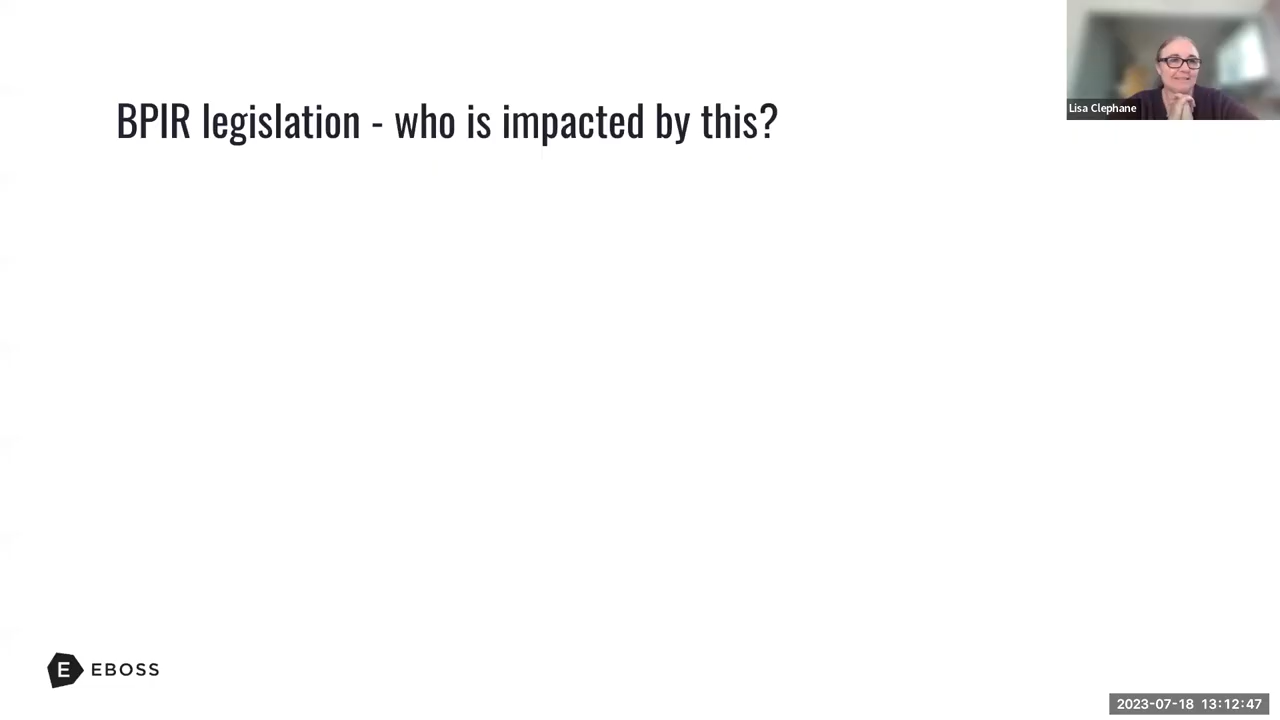 BPIR legislation - who is impacted by this?
Lisa Clephane
E EBOSS
2023-07-18 13:12:47